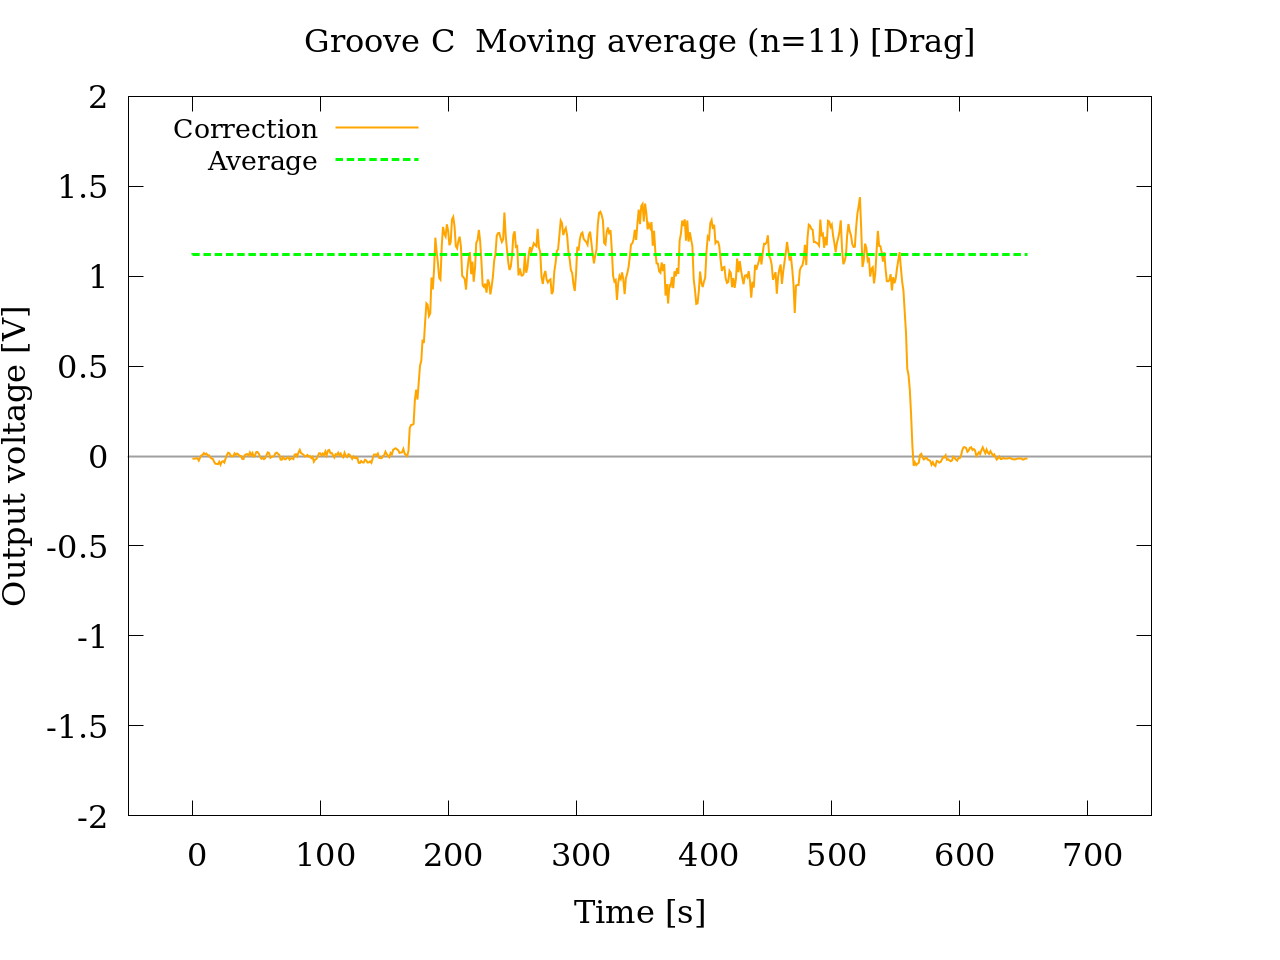 Groove C  Moving average (n=11) [Drag]
Correction
Average
2
1.5
1
0.5
0
-0.5
-1
-1.5
-2
Output voltage [V]
0 100 200 300 400 500 600 700
Time [s]